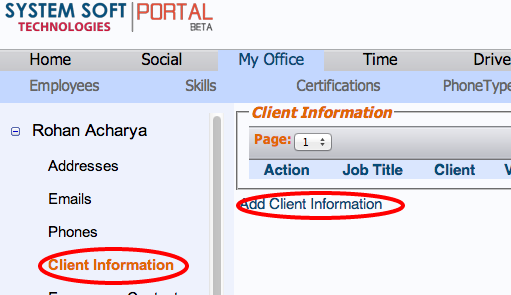 SYSTEM SOFT PORTAL
TECHNOLOGIES BETA
Home Social My Office Time Drive
Employees Skills Certifications PhoneType
Rohan Acharya
Addresses
Emails
Phones
Client Information
Client Information
Page: 1
Action Job Title Client V
Add Client Information